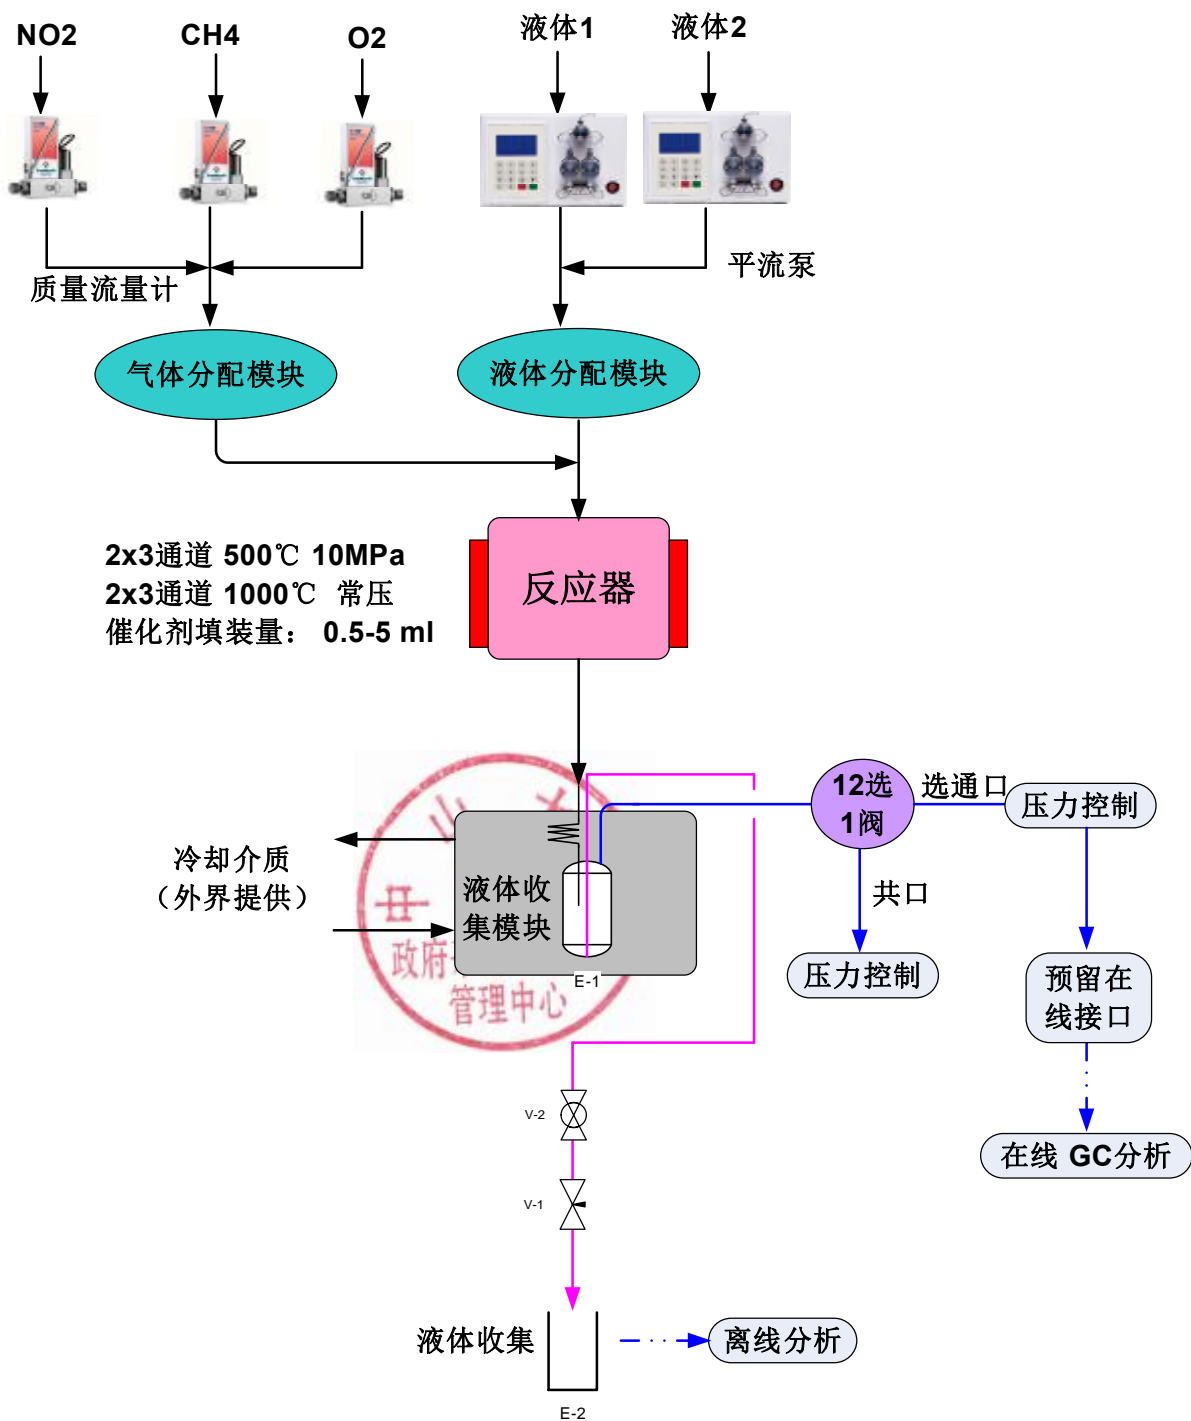 NO2
CH4
O2
液体1
液体2
质量流量计
平流泵
气体分配模块
液体分配模块
2x3通道 500℃ 10MPa
2x3通道 1000℃ 常压
催化剂填装量： 0.5-5 ml
反应器
12选
1阀
选通口
压力控制
冷却介质
（外界提供）
液体收
集模块
共口
E-1
压力控制
预留在
线接口
政府
管理中心
V-2
在线 GC分析
V-1
液体收集
离线分析
E-2